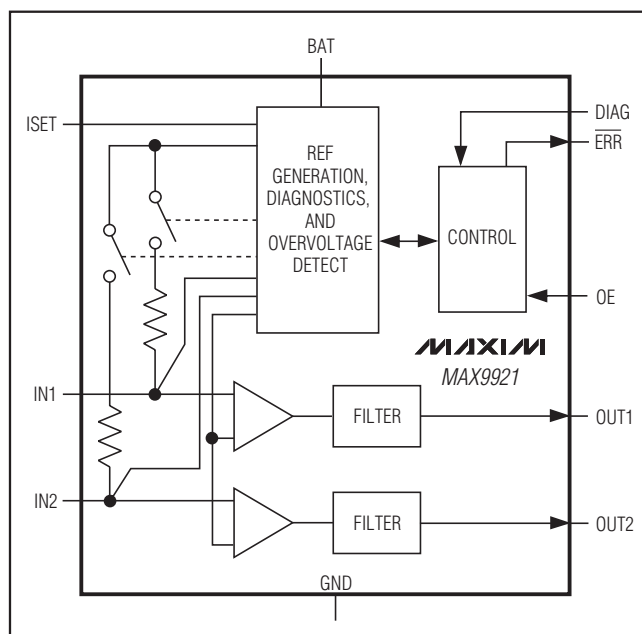 BAT
ISET
DIAG
ERR
REF
GENERATION,
DIAGNOSTICS,
AND
OVERVOLTAGE
DETECT
CONTROL
OE
MAXIM
MAX9921
IN1
FILTER
OUT1
IN2
FILTER
OUT2
GND